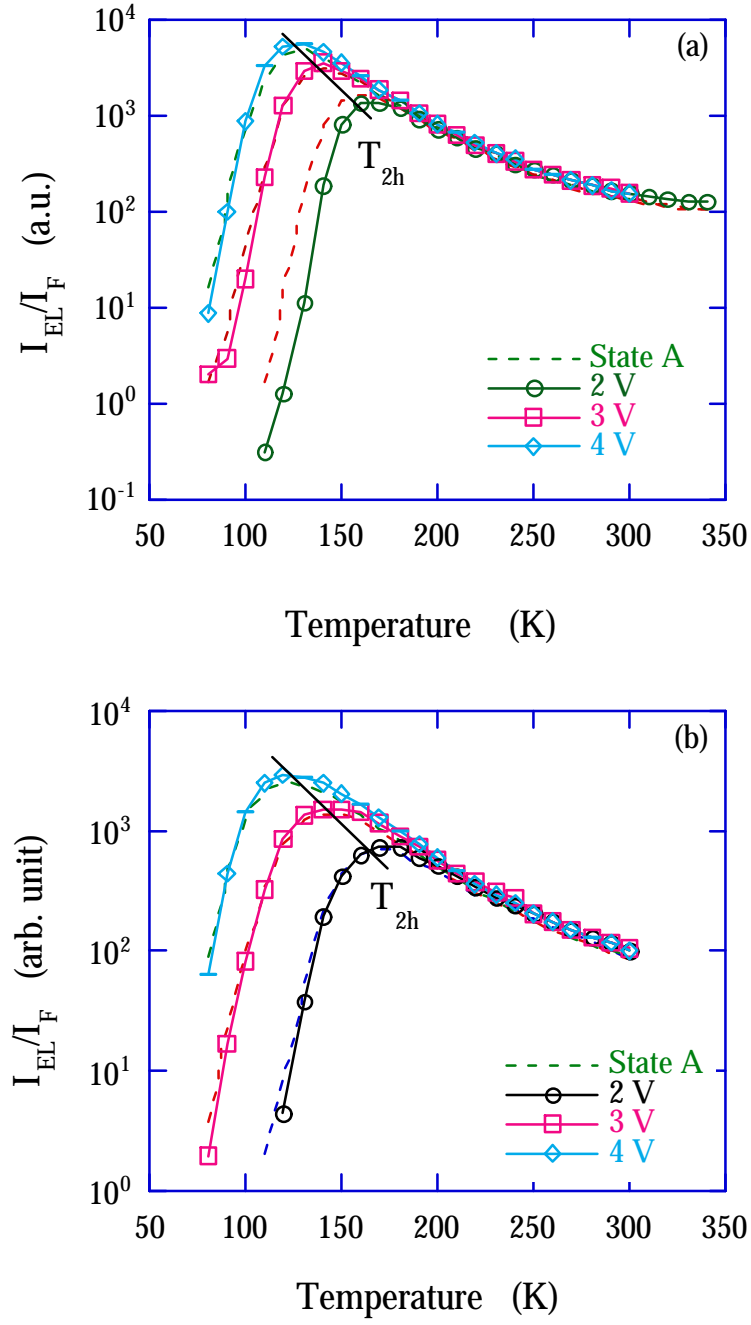 (a)
10^4
10^3
10^2
10^1
10^0
10^-1
I_EL/I_F (a.u.)
T_2h
State A
2 V
3 V
4 V
50 100 150 200 250 300 350
Temperature (K)
(b)
10^4
10^3
10^2
10^1
10^0
I_EL/I_F (arb. unit)
T_2h
State A
2 V
3 V
4 V
50 100 150 200 250 300 350
Temperature (K)